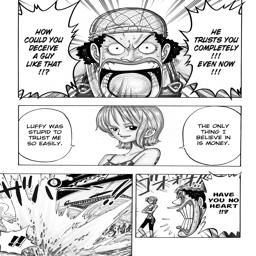 HE
TRUSTS YOU
COMPLETELY
!!!
EVEN NOW
!!!
HOW
COULD YOU
DECEIVE
A GUY
LIKE THAT
!!?
THE ONLY
THING I
BELIEVE IN
IS MONEY.
LUFFY WAS
STUPID TO
TRUST ME
SO EASILY.
HAVE
YOU NO
HEART
!!?
!!